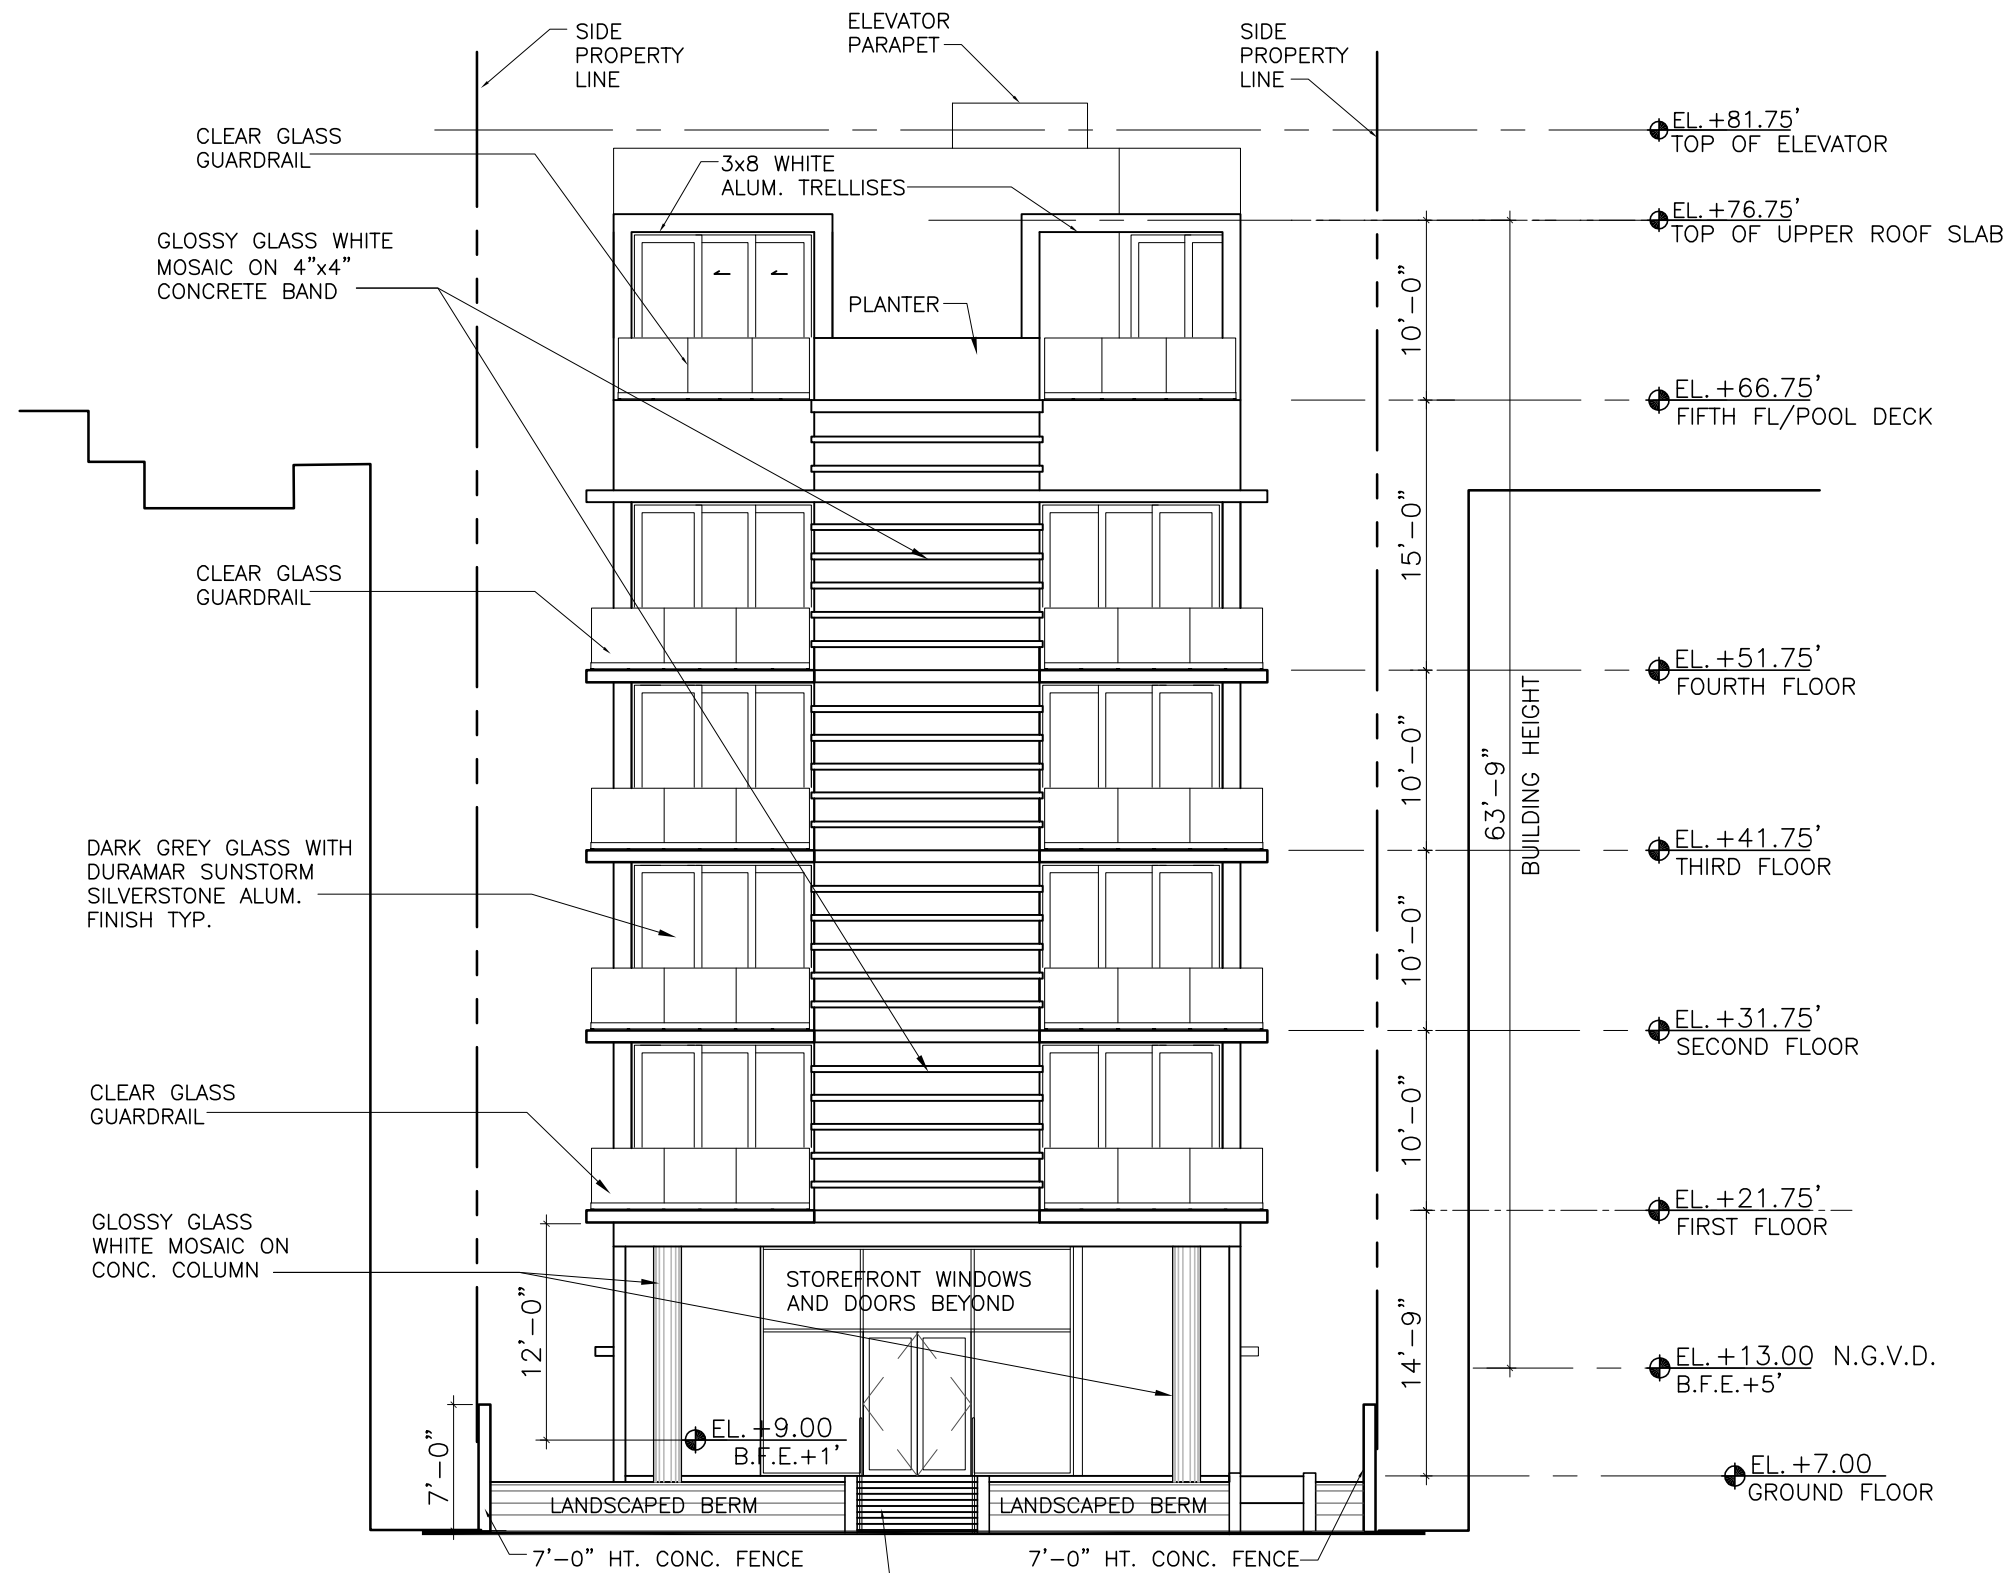 SIDE
PROPERTY
LINE
ELEVATOR
PARAPET
SIDE
PROPERTY
LINE
CLEAR GLASS
GUARDRAIL
3x8 WHITE
ALUM. TRELLISES
EL. +81.75'
TOP OF ELEVATOR
GLOSSY GLASS WHITE
MOSAIC ON 4"x4"
CONCRETE BAND
EL. +76.75'
TOP OF UPPER ROOF SLAB
PLANTER
10'-0"
EL. +66.75'
FIFTH FL/POOL DECK
15'-0"
CLEAR GLASS
GUARDRAIL
EL. +51.75'
FOURTH FLOOR
10'-0"
63'-9"
BUILDING HEIGHT
EL. +41.75'
THIRD FLOOR
DARK GREY GLASS WITH
DURAMAR SUNSTORM
SILVERSTONE ALUM.
FINISH TYP.
10'-0"
EL. +31.75'
SECOND FLOOR
10'-0"
CLEAR GLASS
GUARDRAIL
EL. +21.75'
FIRST FLOOR
GLOSSY GLASS
WHITE MOSAIC ON
CONC. COLUMN
STOREFRONT WINDOWS
AND DOORS BEYOND
12'-0"
14'-9"
EL. +13.00 N.G.V.D.
B.F.E.+5'
EL. +9.00
B.F.E.+1'
7'-0"
EL. +7.00
GROUND FLOOR
LANDSCAPED BERM
LANDSCAPED BERM
7'-0" HT. CONC. FENCE
7'-0" HT. CONC. FENCE